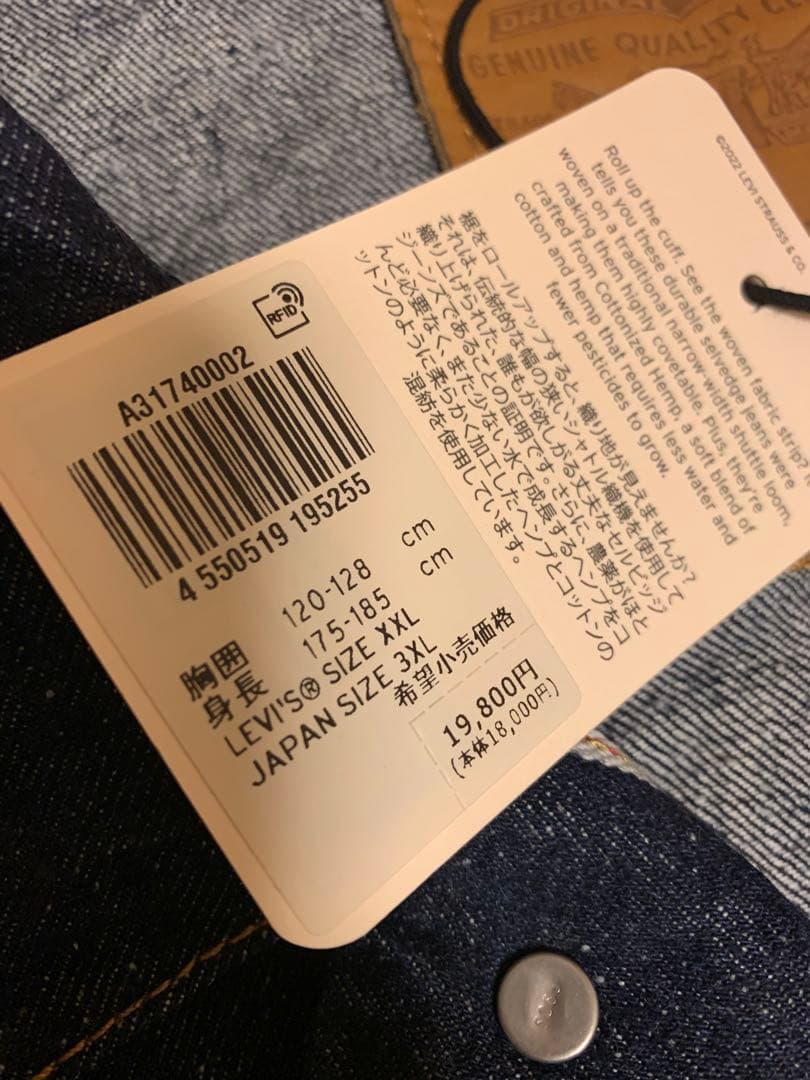 ORIGINAL
GENUINE QUALITY
©2022 LEVI STRAUSS & CO.
Roll up the cuff. See the woven fabric strip?
tells you these durable selvedge jeans were
woven on a traditional narrow-width shuttle loom,
making them highly covetable. Plus, they're
crafted from Cottonized Hemp, a soft blend of
cotton and hemp that requires less water and
fewer pesticides to grow.
裾をロールアップすると、織り地が見えませんか?
それは、伝統的な幅の狭いシャトル織機を使用して
織り上げられた、誰もが欲しがる丈夫なセルビッジ
ジーンズであることの証明です。さらに、農薬がほと
んど必要なく、また少ない水で成長するヘンプをコ
ットンのように柔らかく加工したヘンプとコットンの
混紡を使用しています。
RFID
A31740002
4 550519 195255
胸囲 120-128 cm
身長 175-185 cm
LEVI'S® SIZE XXL
JAPAN SIZE 3XL
希望小売価格
19,800円
(本体18,000円)